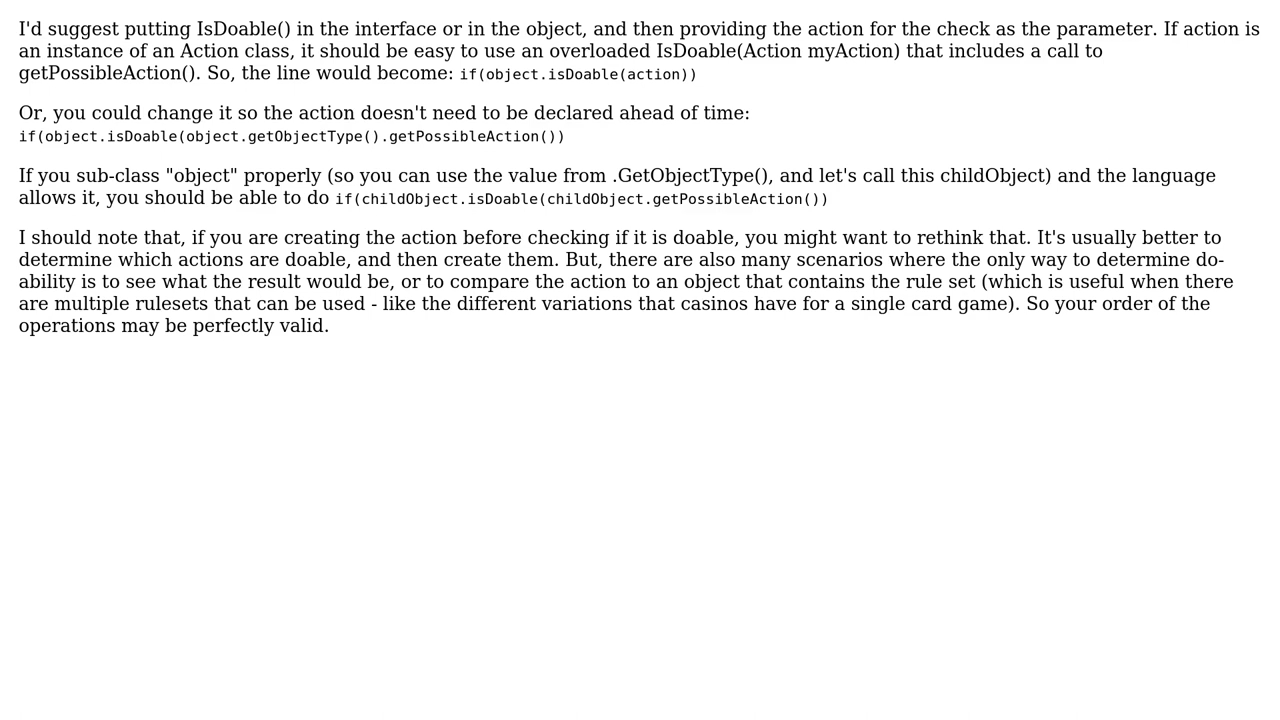 I'd suggest putting IsDoable() in the interface or in the object, and then providing the action for the check as the parameter. If action is
an instance of an Action class, it should be easy to use an overloaded IsDoable(Action myAction) that includes a call to
getPossibleAction(). So, the line would become: if(object.isDoable(action))
Or, you could change it so the action doesn't need to be declared ahead of time:
if(object.isDoable(object.getObjectType().getPossibleAction())
If you sub-class "object" properly (so you can use the value from .GetObjectType(), and let's call this childObject) and the language
allows it, you should be able to do if(childObject.isDoable(childObject.getPossibleAction())
I should note that, if you are creating the action before checking if it is doable, you might want to rethink that. It's usually better to
determine which actions are doable, and then create them. But, there are also many scenarios where the only way to determine do-
ability is to see what the result would be, or to compare the action to an object that contains the rule set (which is useful when there
are multiple rulesets that can be used - like the different variations that casinos have for a single card game). So your order of the
operations may be perfectly valid.